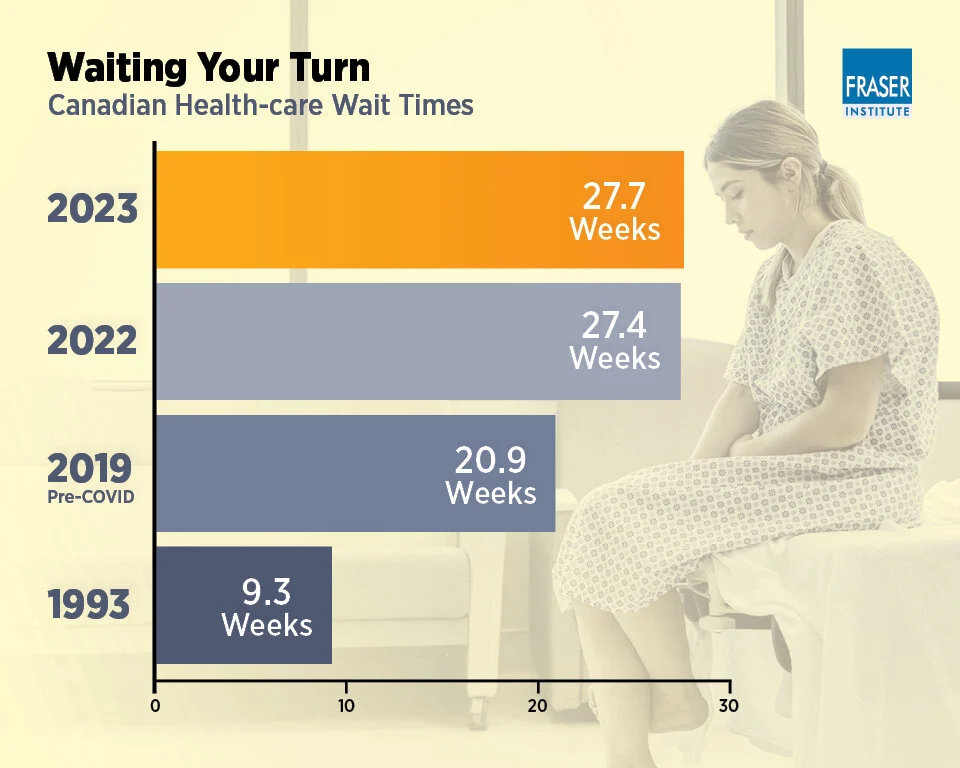 Waiting Your Turn
Canadian Health-care Wait Times
FRASER
INSTITUTE
2023
27.7
Weeks
2022
27.4
Weeks
2019
Pre-COVID
20.9
Weeks
1993
9.3
Weeks
0 10 20 30